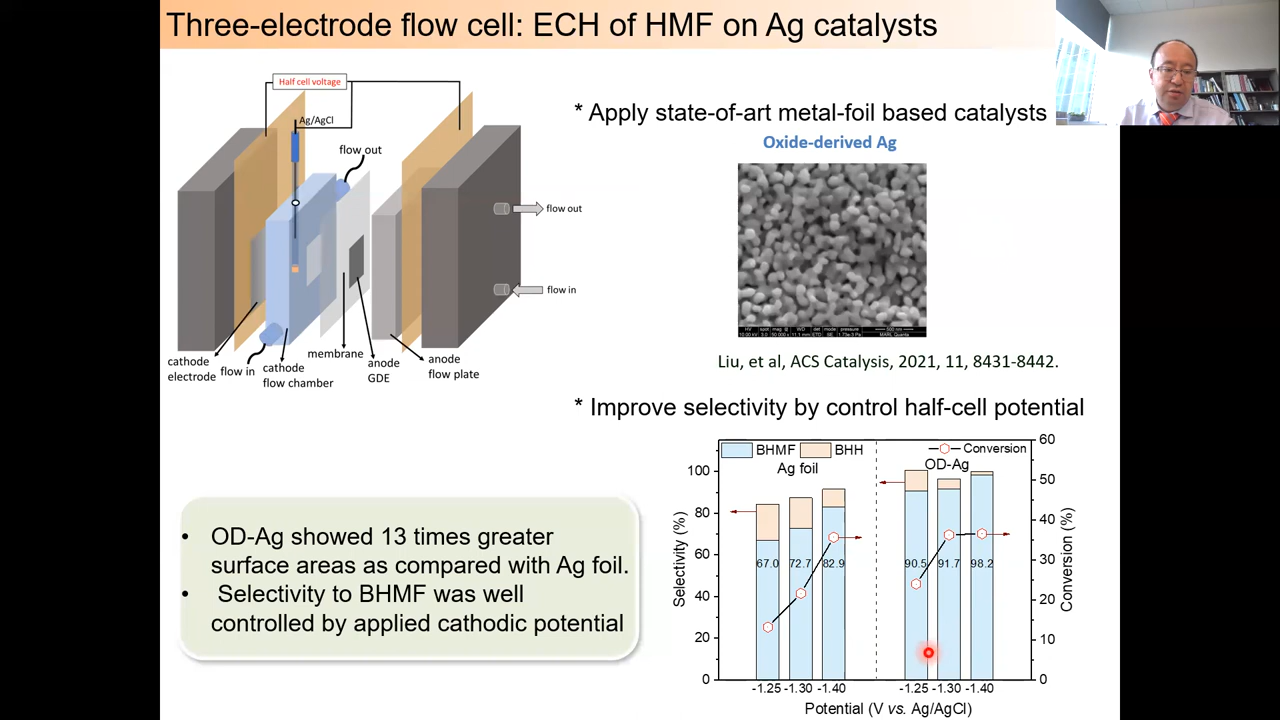 Three-electrode flow cell: ECH of HMF on Ag catalysts
Half cell voltage
Ag/AgCl
flow out
flow out
flow in
cathode
electrode
flow in
cathode
flow chamber
membrane
anode
GDE
anode
flow plate
* Apply state-of-art metal-foil based catalysts
Oxide-derived Ag
Liu, et al, ACS Catalysis, 2021, 11, 8431-8442.
* Improve selectivity by control half-cell potential
• OD-Ag showed 13 times greater
surface areas as compared with Ag foil.
• Selectivity to BHMF was well
controlled by applied cathodic potential
BHMF BHH Conversion
Ag foil OD-Ag
Selectivity (%)
100
80
60
40
20
0
67.0 72.7 82.9 90.5 91.7 98.2
60
50
40
30
20
10
0
Conversion (%)
-1.25 -1.30 -1.40 -1.25 -1.30 -1.40
Potential (V vs. Ag/AgCl)